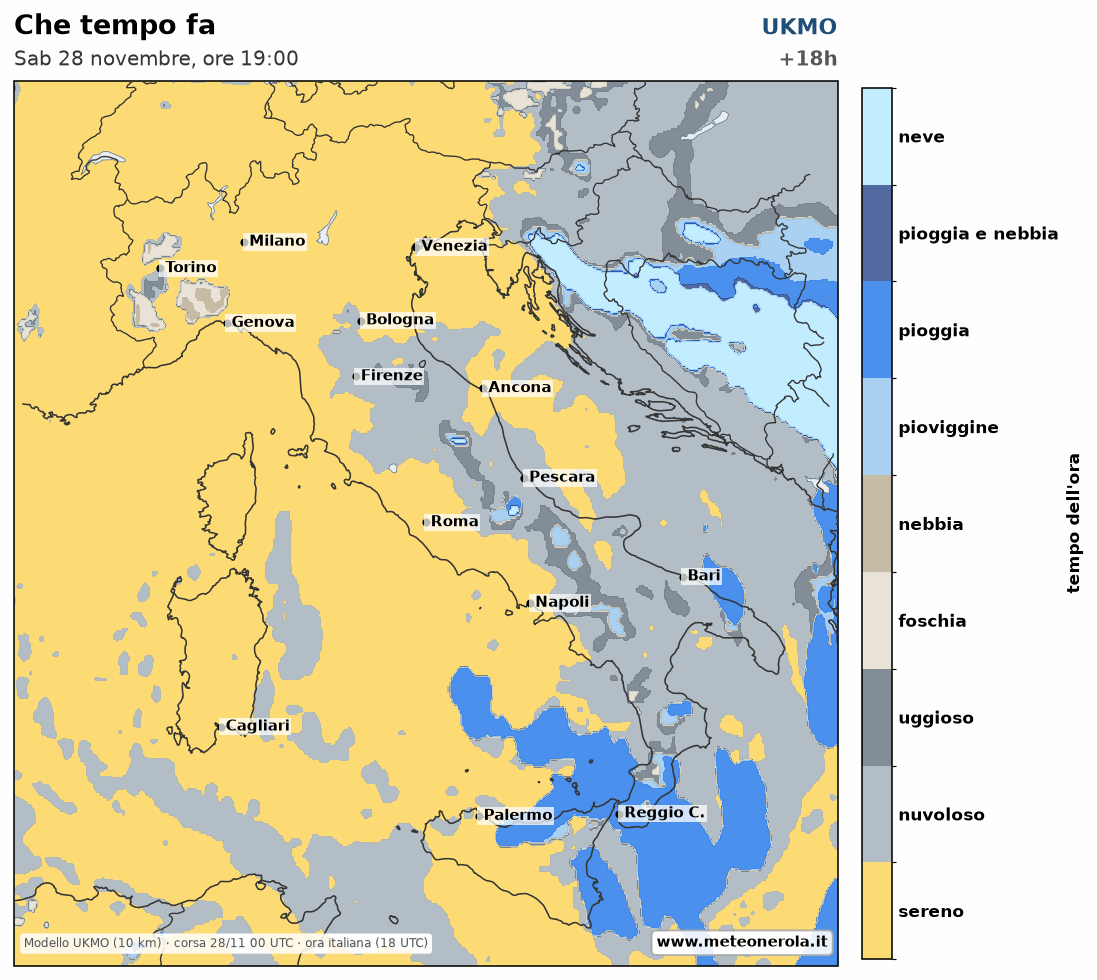 Che tempo fa
UKMO
Sab 28 novembre, ore 19:00
+18h
neve
pioggia e nebbia
pioggia
pioviggine
nebbia
foschia
uggioso
nuvoloso
sereno
tempo dell'ora
Milano
Venezia
Torino
Genova
Bologna
Firenze
Ancona
Pescara
Roma
Bari
Napoli
Cagliari
Palermo
Reggio C.
Modello UKMO (10 km) · corsa 28/11 00 UTC · ora italiana (18 UTC)
www.meteonerola.it